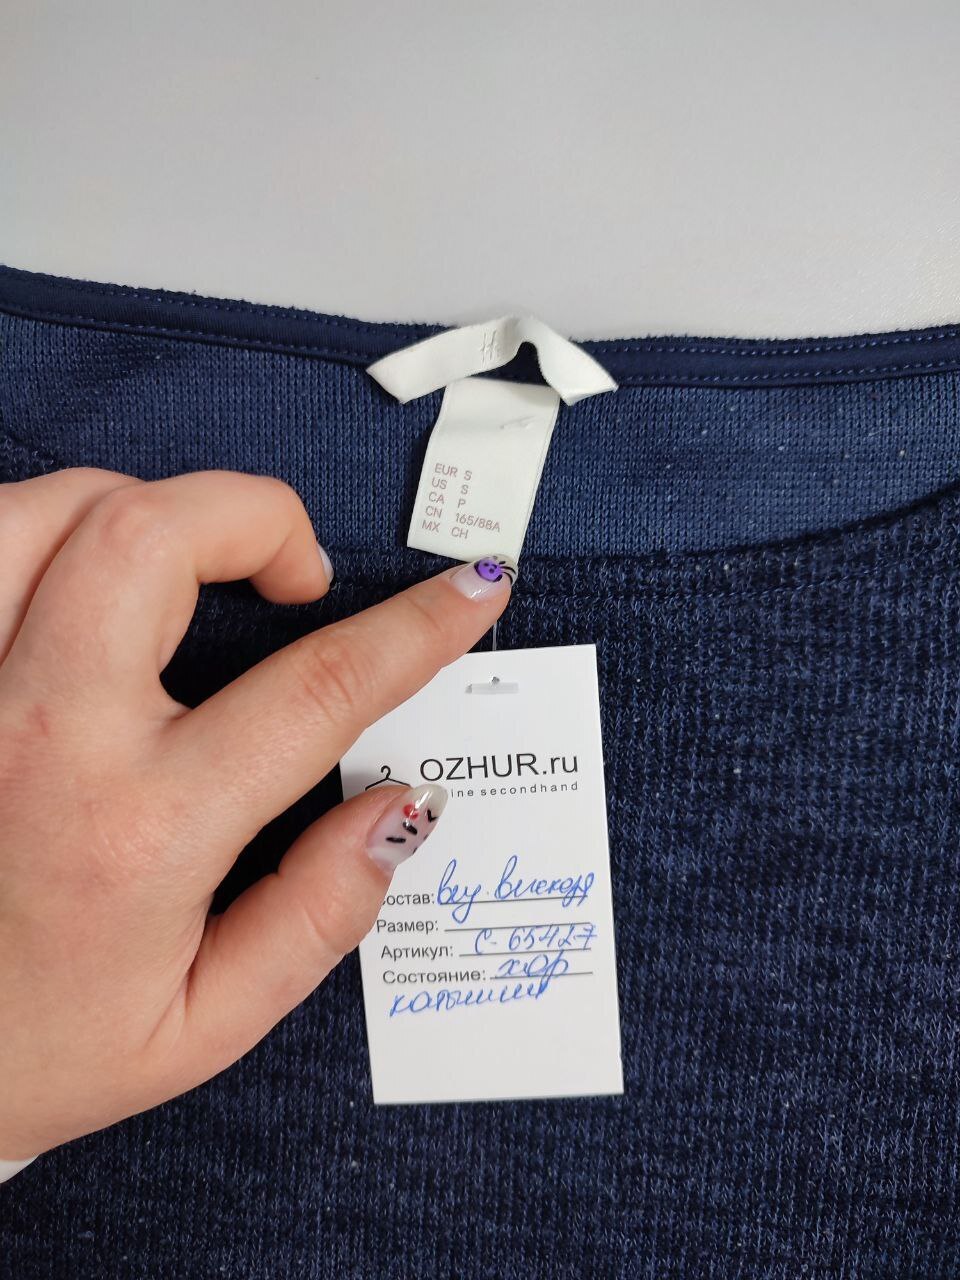 H
EUR S
US S
CA P
CN 165/88A
MX CH
OZHUR.ru
ine secondhand
остав: виз. вискоза
Размер:
Артикул: С-65427
Состояние: хор
катышки